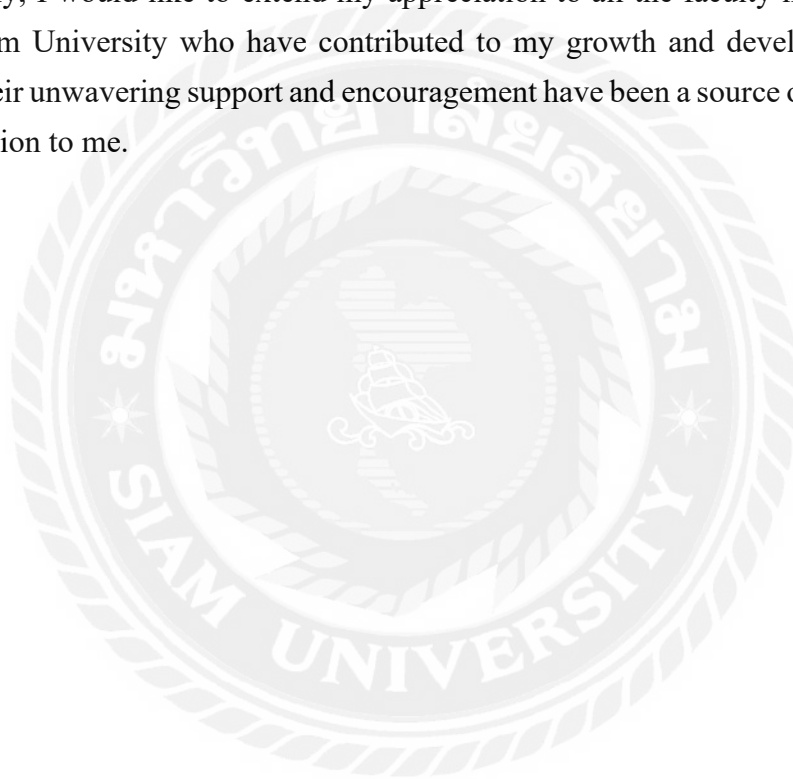 y, I would like to extend my appreciation to all the faculty
m University who have contributed to my growth and devel
eir unwavering support and encouragement have been a source o
ion to me.
มหาวิทยาลัยสยาม
SIAM UNIVERSITY